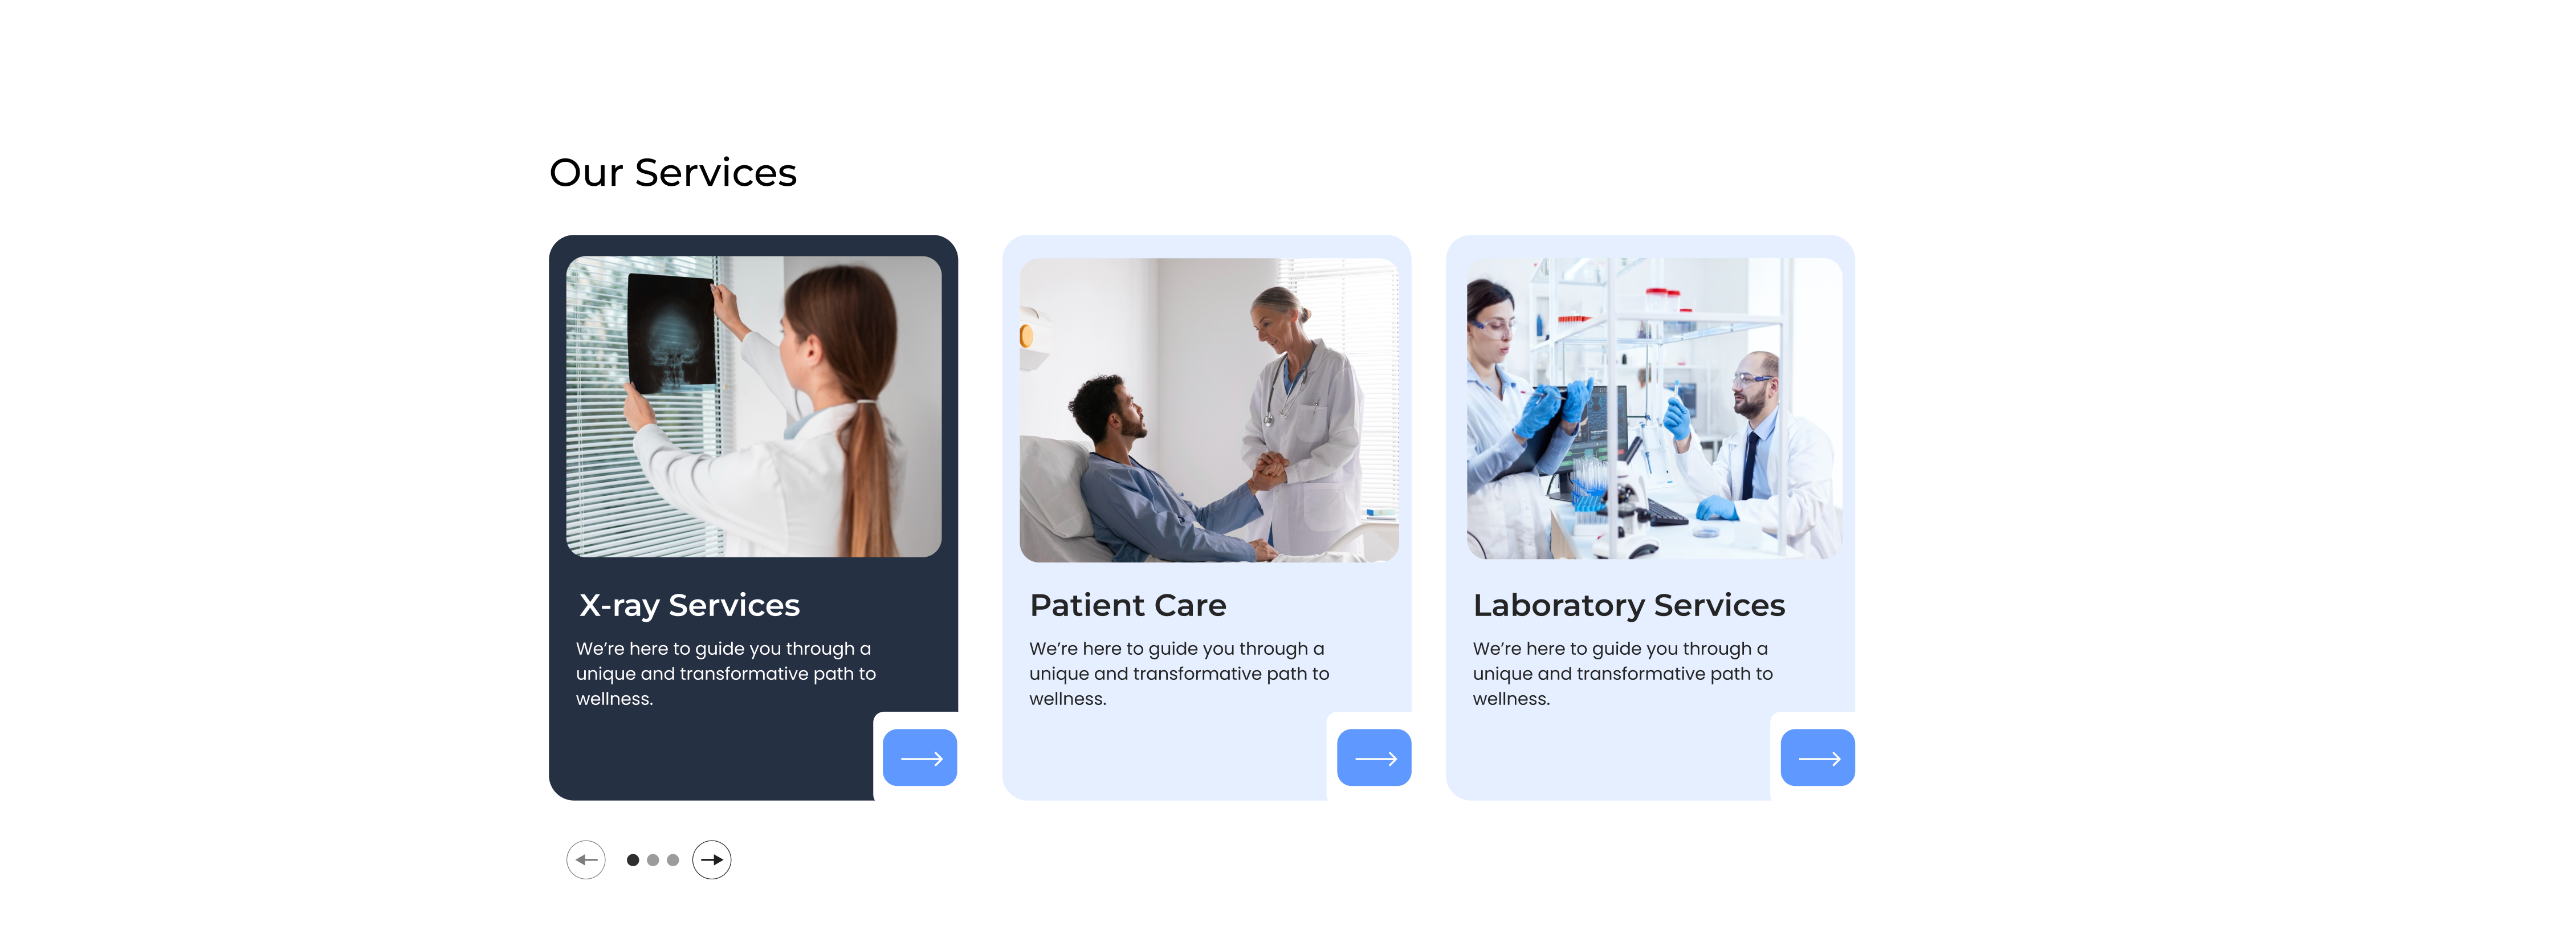 Our Services
X-ray Services
We’re here to guide you through a
unique and transformative path to
wellness.
Patient Care
We’re here to guide you through a
unique and transformative path to
wellness.
Laboratory Services
We’re here to guide you through a
unique and transformative path to
wellness.